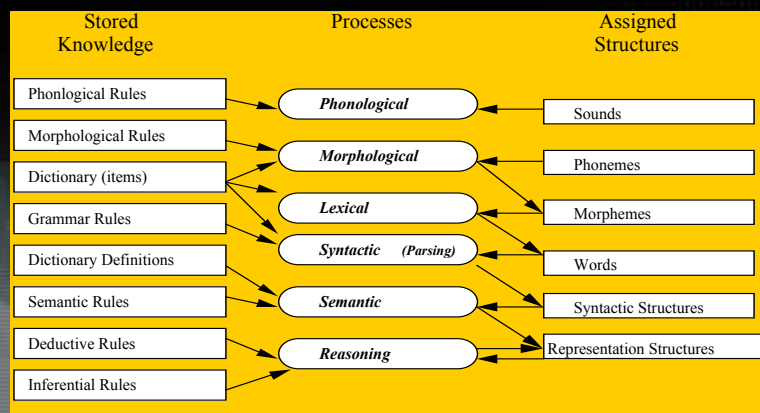 Stored
Knowledge
Processes
Assigned
Structures
Phonlogical Rules
Morphological Rules
Dictionary (items)
Grammar Rules
Dictionary Definitions
Semantic Rules
Deductive Rules
Inferential Rules
Phonological
Morphological
Lexical
Syntactic (Parsing)
Semantic
Reasoning
Sounds
Phonemes
Morphemes
Words
Syntactic Structures
Representation Structures